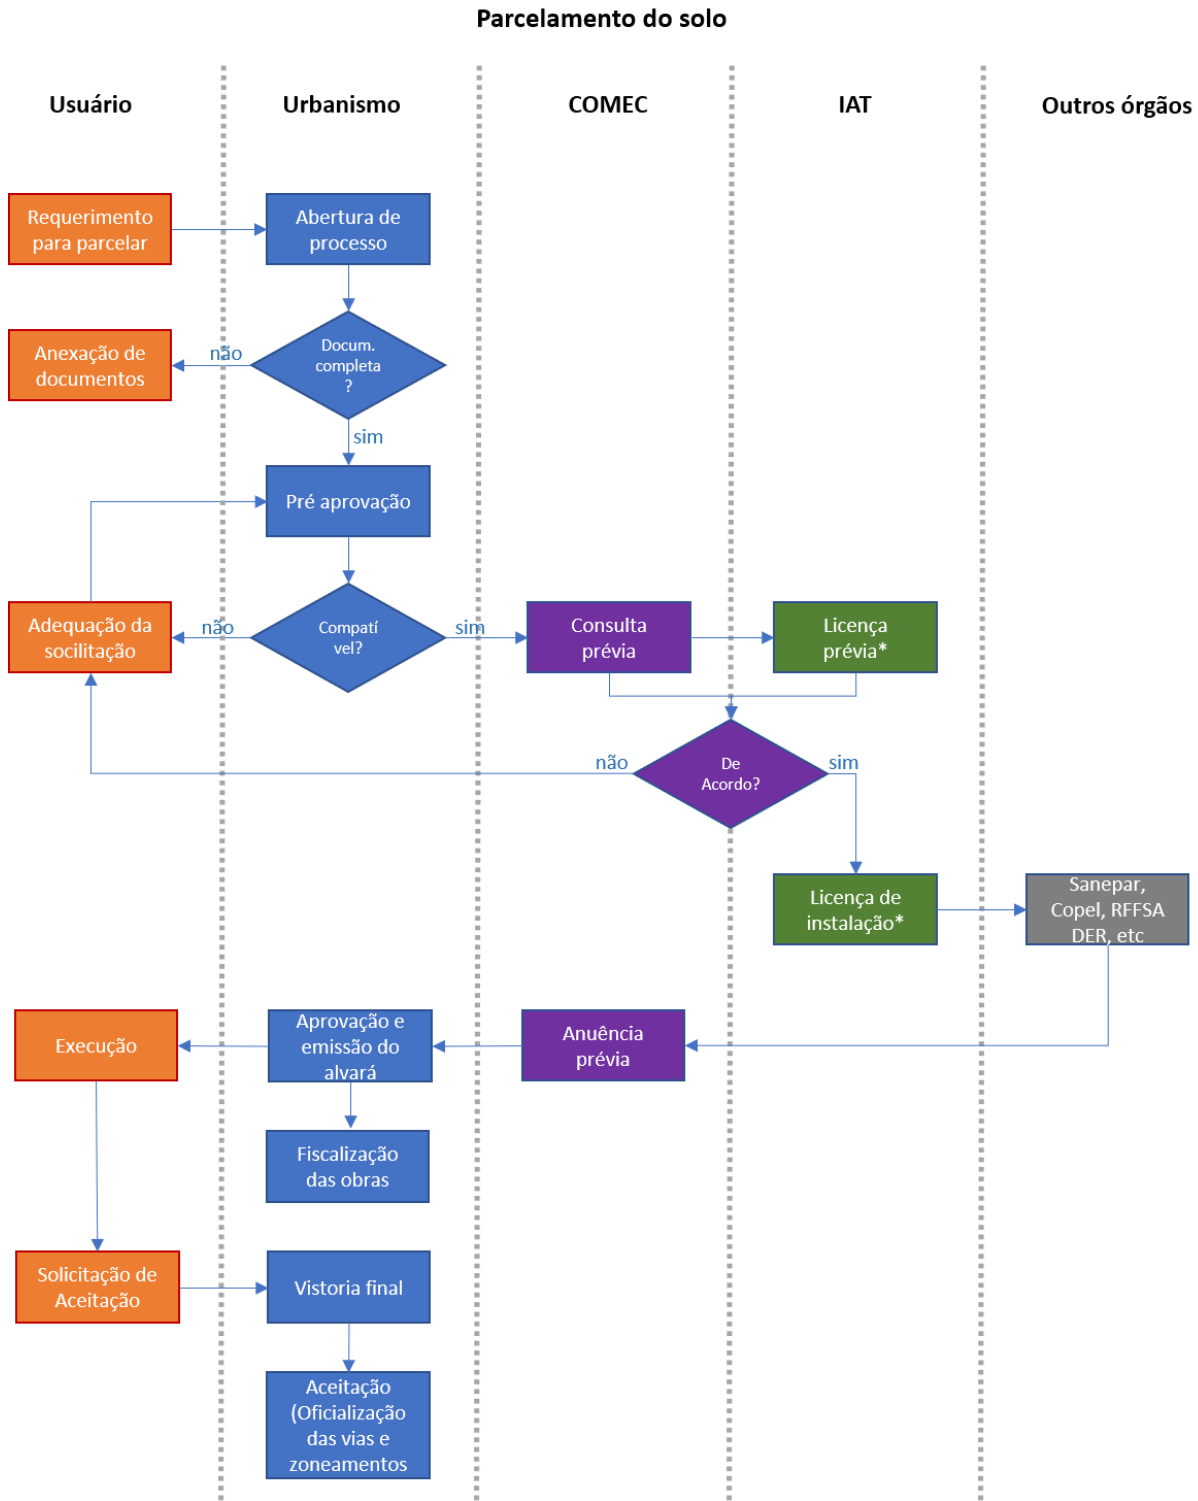 Parcelamento do solo
Usuário
Urbanismo
COMEC
IAT
Outros órgãos
Requerimento
para parcelar
Abertura de
processo
Anexação de
documentos
não
Docum.
completa
?
sim
Pré aprovação
Adequação da
socilitação
não
Compatí
vel?
sim
Consulta
prévia
Licença
prévia*
não
De
Acordo?
sim
Licença de
instalação*
Sanepar,
Copel, RFFSA
DER, etc
Execução
Aprovação e
emissão do
alvará
Anuência
prévia
Fiscalização
das obras
Solicitação de
Aceitação
Vistoria final
Aceitação
(Oficialização
das vias e
zoneamentos